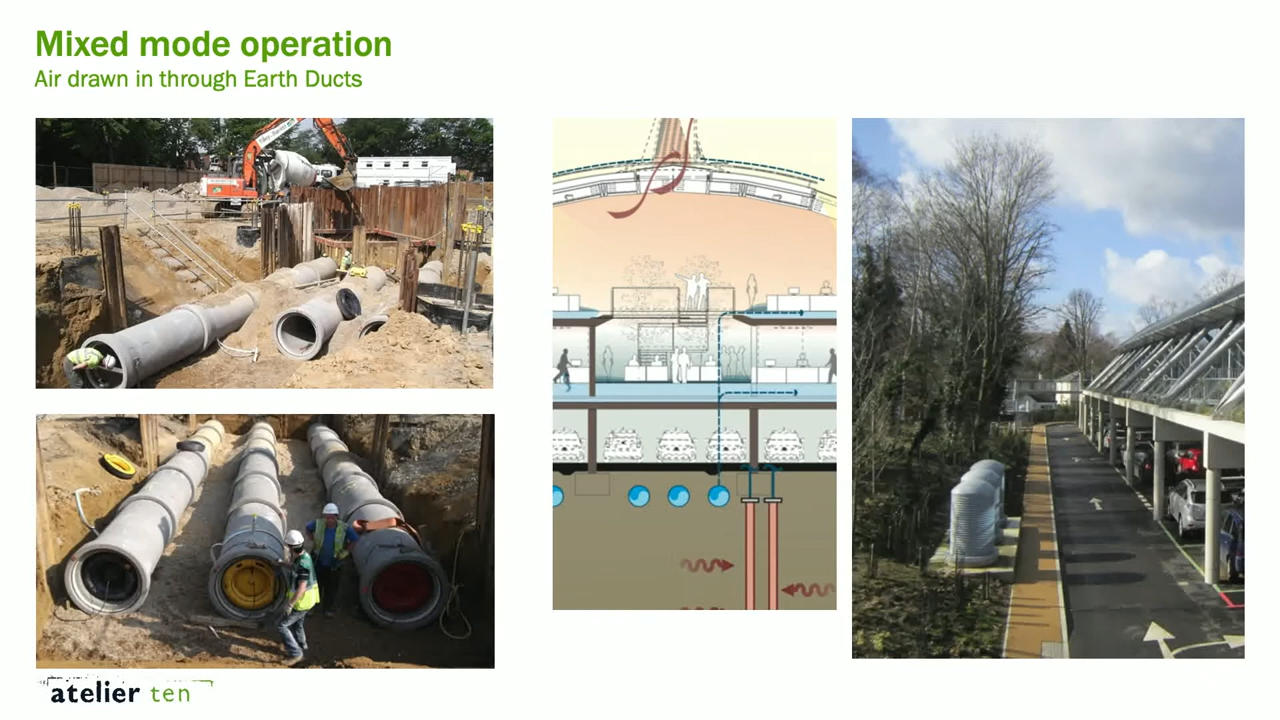 Mixed mode operation
Air drawn in through Earth Ducts
atelier ten